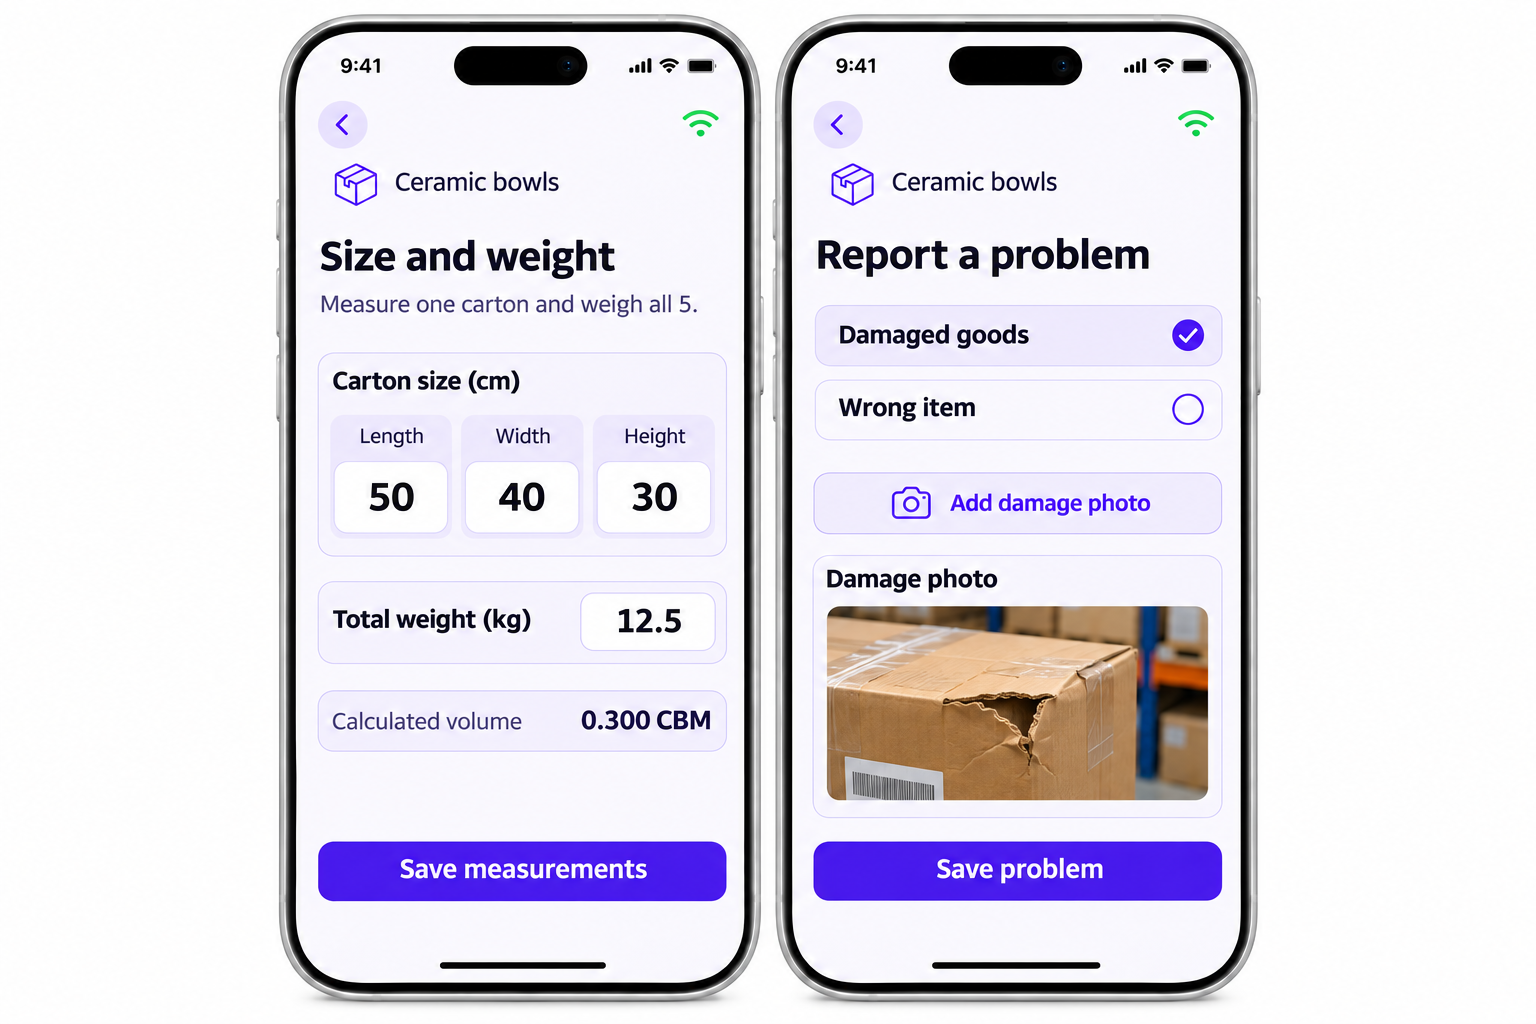 9:41
Ceramic bowls
Size and weight
Measure one carton and weigh all 5.
Carton size (cm)
Length Width Height
50 40 30
Total weight (kg) 12.5
Calculated volume 0.300 CBM
Save measurements
9:41
Ceramic bowls
Report a problem
Damaged goods
Wrong item
Add damage photo
Damage photo
Save problem